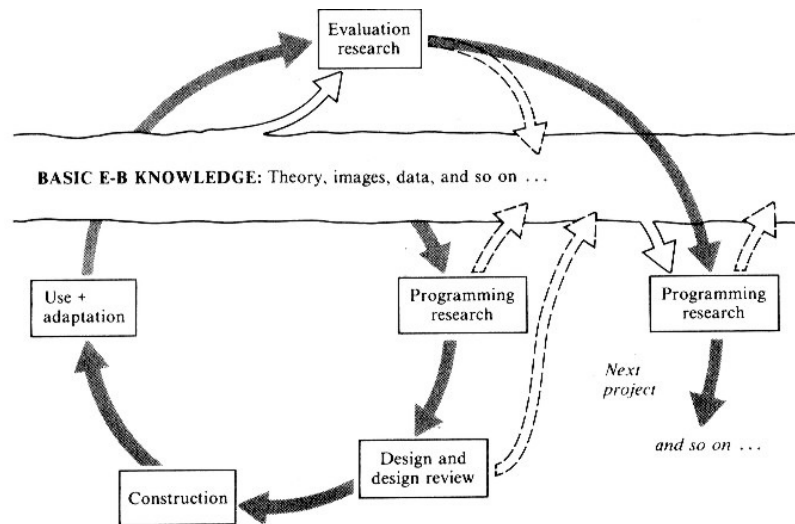 Evaluation
research
BASIC E-B KNOWLEDGE: Theory, images, data, and so on ...
Use +
adaptation
Programming
research
Programming
research
Next
project
and so on ...
Design and
design review
Construction